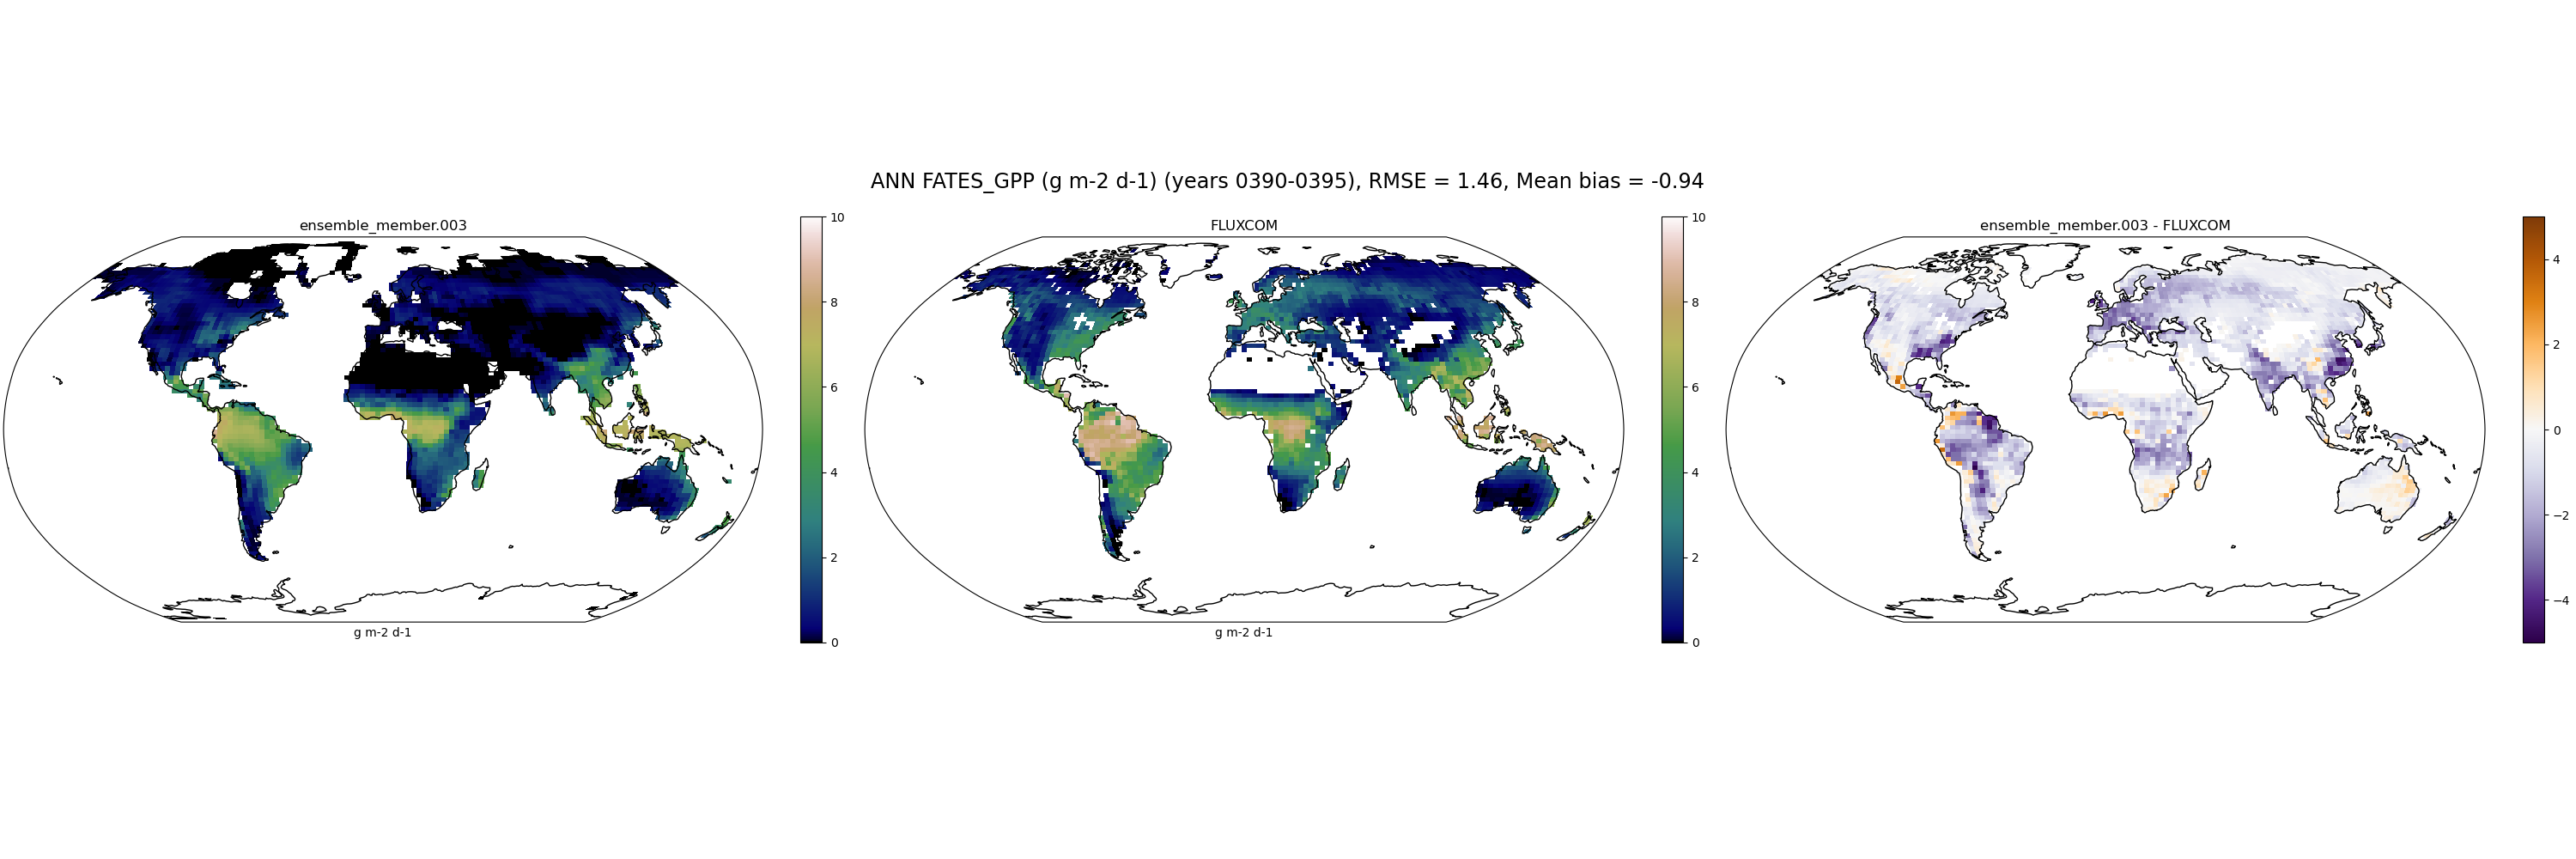 ANN FATES_GPP (g m-2 d-1) (years 0390-0395), RMSE = 1.46, Mean bias = -0.94
ensemble_member.003
10
8
6
4
2
0
g m-2 d-1
FLUXCOM
10
8
6
4
2
0
g m-2 d-1
ensemble_member.003 - FLUXCOM
4
2
0
−2
−4